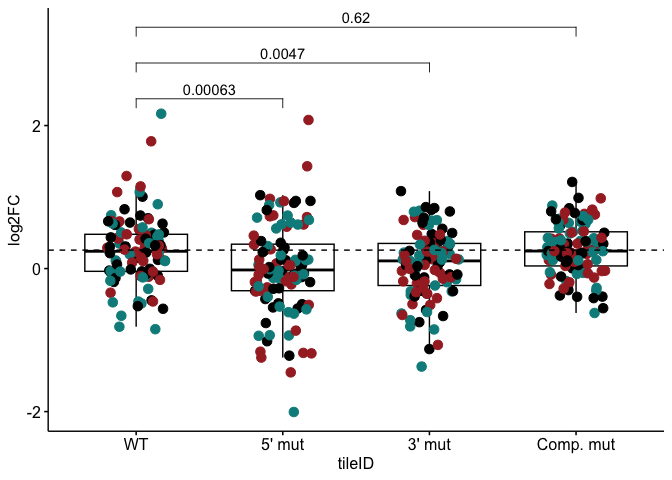 0.62
0.0047
0.00063
log2FC
2
0
-2
WT
5' mut
3' mut
Comp. mut
tileID